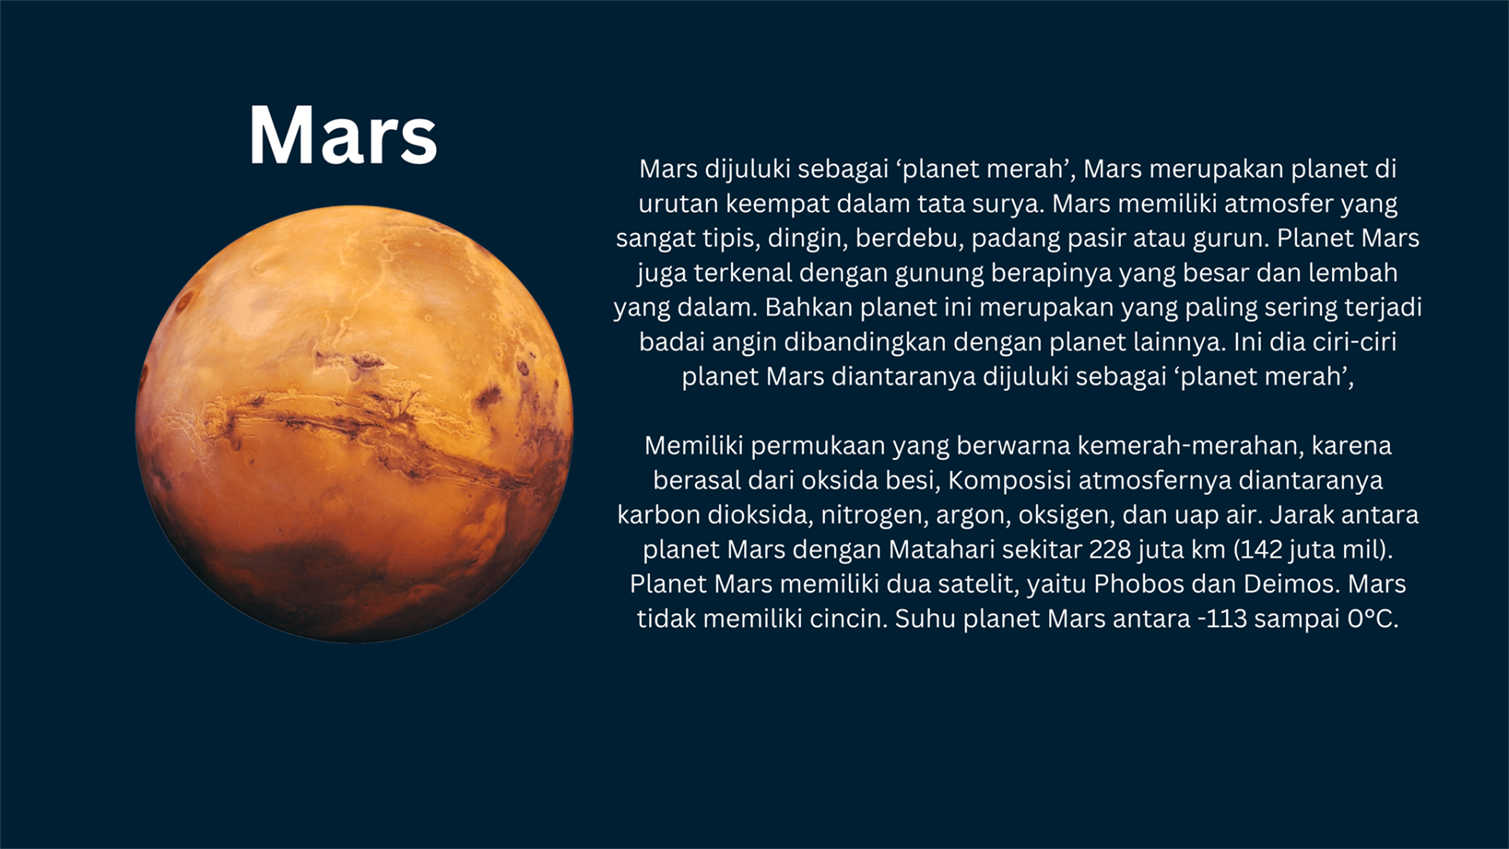 Mars
Mars dijuluki sebagai ‘planet merah’, Mars merupakan planet di
urutan keempat dalam tata surya. Mars memiliki atmosfer yang
sangat tipis, dingin, berdebu, padang pasir atau gurun. Planet Mars
juga terkenal dengan gunung berapinya yang besar dan lembah
yang dalam. Bahkan planet ini merupakan yang paling sering terjadi
badai angin dibandingkan dengan planet lainnya. Ini dia ciri-ciri
planet Mars diantaranya dijuluki sebagai ‘planet merah’,
Memiliki permukaan yang berwarna kemerah-merahan, karena
berasal dari oksida besi, Komposisi atmosfernya diantaranya
karbon dioksida, nitrogen, argon, oksigen, dan uap air. Jarak antara
planet Mars dengan Matahari sekitar 228 juta km (142 juta mil).
Planet Mars memiliki dua satelit, yaitu Phobos dan Deimos. Mars
tidak memiliki cincin. Suhu planet Mars antara -113 sampai 0°C.